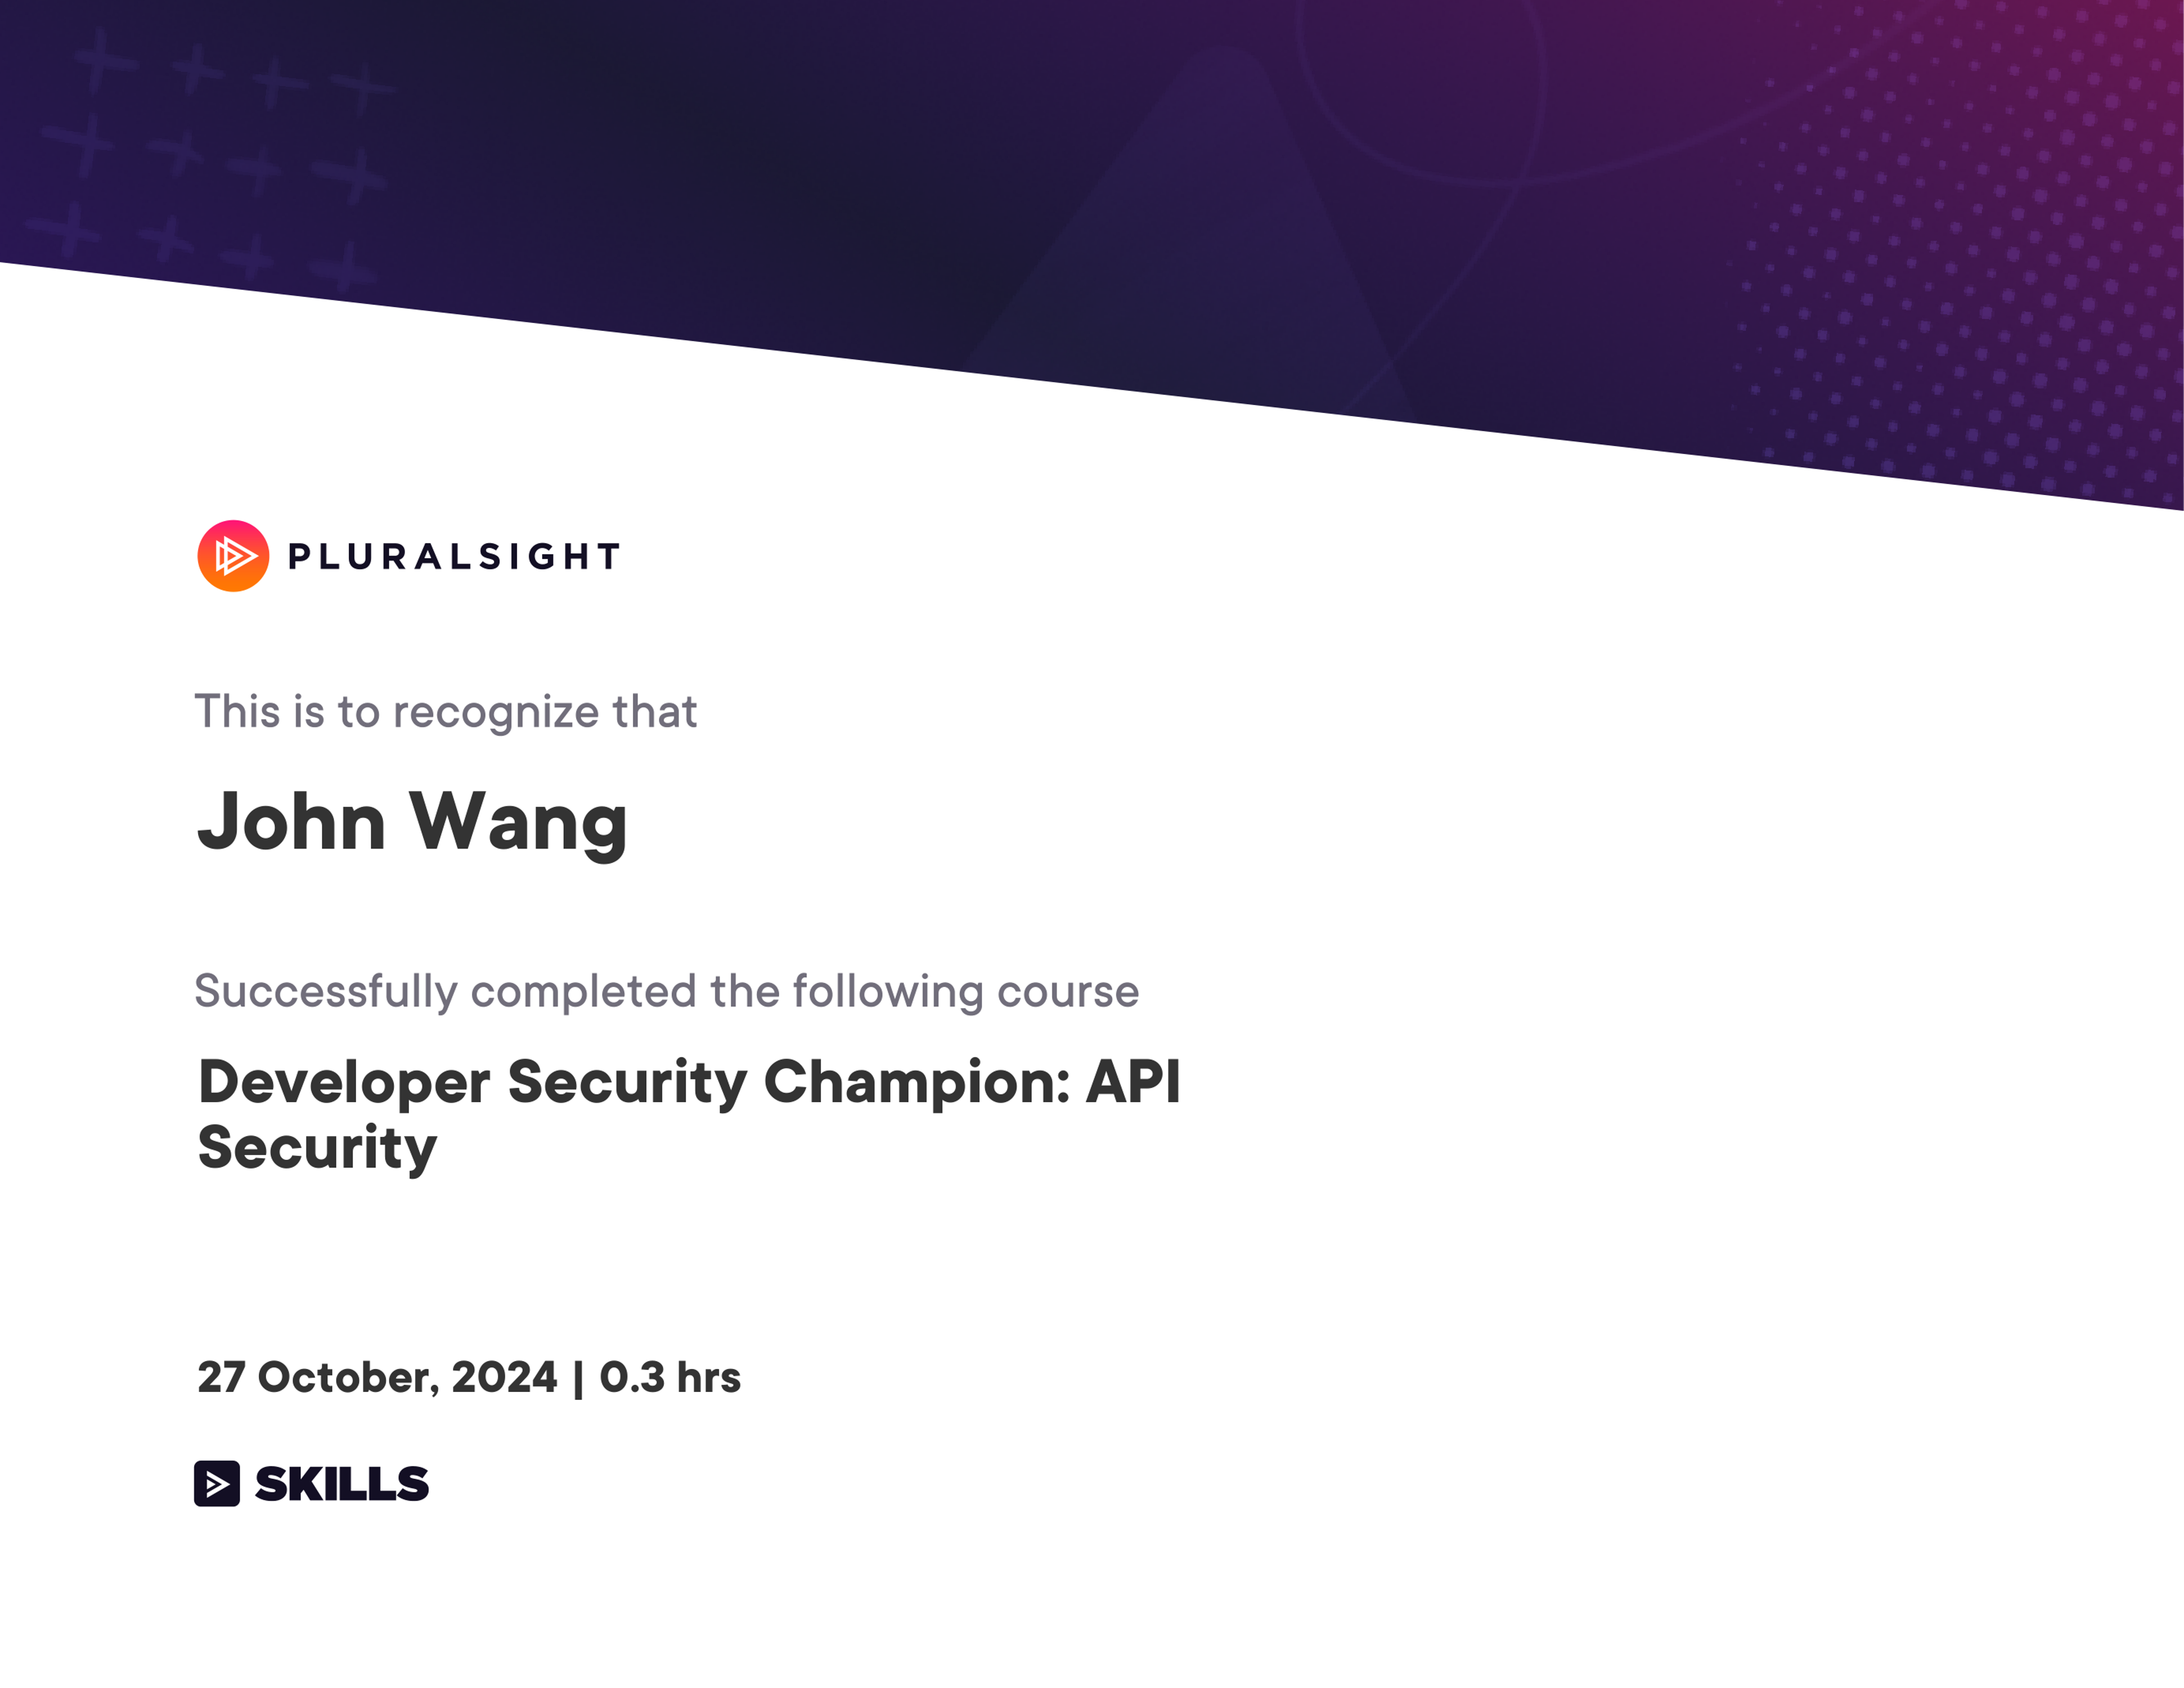 PLURALSIGHT
This is to recognize that
John Wang
Successfully completed the following course
Developer Security Champion: API
Security
27 October, 2024 | 0.3 hrs
SKILLS